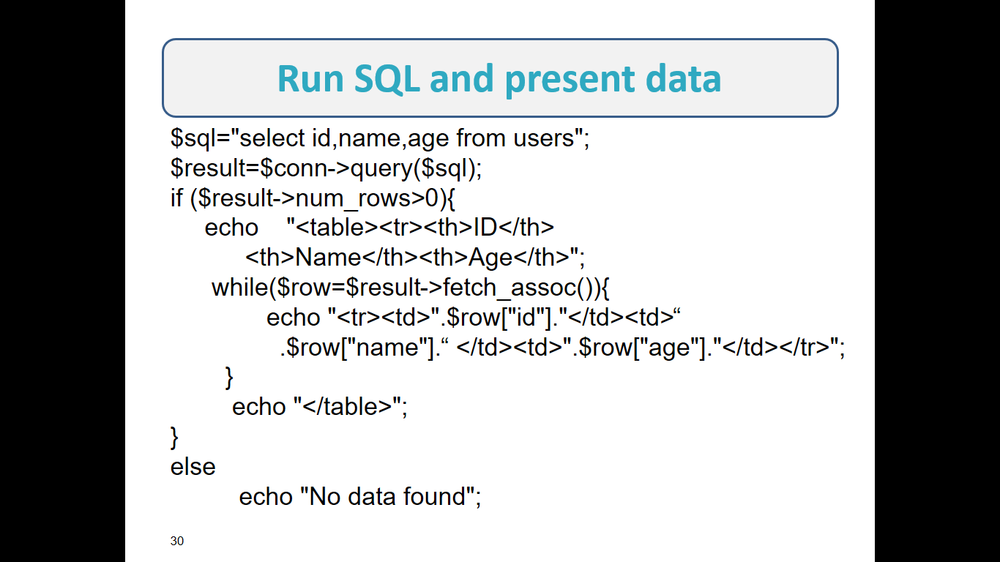 Run SQL and present data
$sql="select id,name,age from users";
$result=$conn->query($sql);
if ($result->num_rows>0){
echo "<table><tr><th>ID</th>
<th>Name</th><th>Age</th>";
while($row=$result->fetch_assoc()){
echo "<tr><td>".$row["id"]."</td><td>“
.$row["name"].“ </td><td>".$row["age"]."</td></tr>";
}
echo "</table>";
}
else
echo "No data found";
30